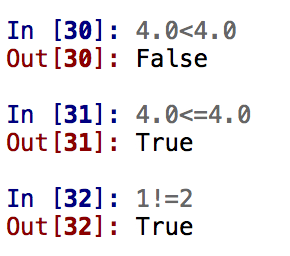 In [30]: 4.0<4.0
Out[30]: False
In [31]: 4.0<=4.0
Out[31]: True
In [32]: 1!=2
Out[32]: True